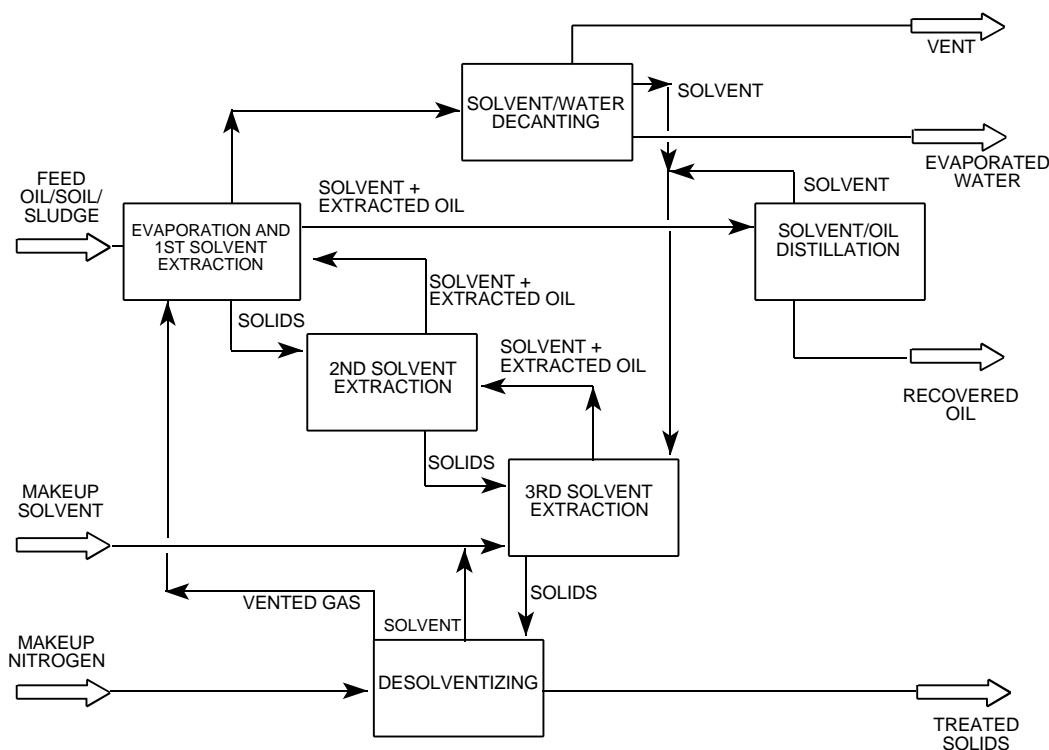 VENT
SOLVENT/WATER
DECANTING
SOLVENT
EVAPORATED
WATER
FEED
OIL/SOIL/
SLUDGE
SOLVENT +
EXTRACTED OIL
SOLVENT
EVAPORATION AND
1ST SOLVENT
EXTRACTION
SOLVENT/OIL
DISTILLATION
SOLVENT +
EXTRACTED OIL
SOLIDS
2ND SOLVENT
EXTRACTION
SOLVENT +
EXTRACTED OIL
RECOVERED
OIL
SOLIDS
3RD SOLVENT
EXTRACTION
MAKEUP
SOLVENT
SOLIDS
VENTED GAS
SOLVENT
MAKEUP
NITROGEN
DESOLVENTIZING
TREATED
SOLIDS